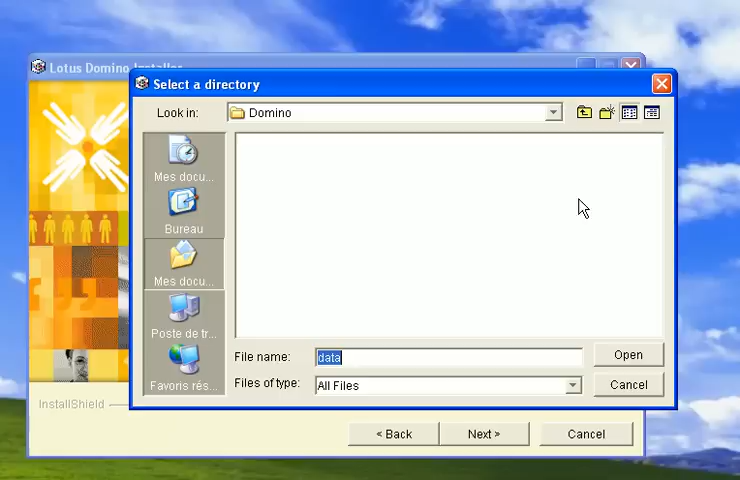 Lotus Domino Installer
Select a directory
Look in:
Domino
Mes docu...
Bureau
Mes docu...
Poste de tr...
Favoris rés...
File name:
data
Open
Files of type:
All Files
Cancel
InstallShield
< Back
Next >
Cancel